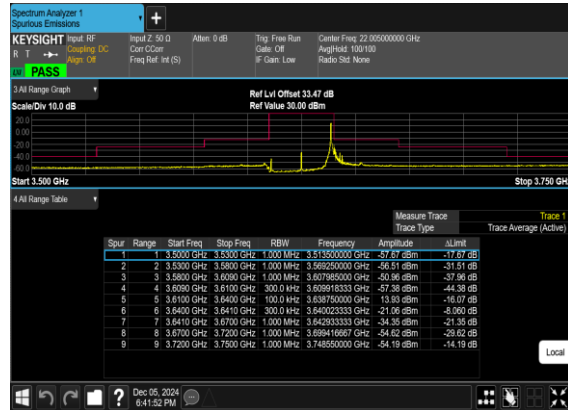 Spectrum Analyzer 1
Spurious Emissions
KEYSIGHT Input: RF Input Z: 50 Ω Atten: 0 dB Trig: Free Run Center Freq: 22.005000000 GHz
R T Coupling: DC Corr CCorr Gate: Off Avg|Hold: 100/100
Align: Off Freq Ref: Int (S) IF Gain: Low Radio Std: None
PASS
3 All Range Graph
Ref Lvl Offset 33.47 dB
Scale/Div 10.0 dB Ref Value 30.00 dBm
20.0
0.00
-20.0
-40.0
-60.0
Start 3.500 GHz Stop 3.750 GHz
4 All Range Table
Measure Trace Trace 1
Trace Type Trace Average (Active)
Spur Range Start Freq Stop Freq RBW Frequency Amplitude ΔLimit
1 1 3.5000 GHz 3.5300 GHz 1.000 MHz 3.513500000 GHz -57.67 dBm -17.67 dB
2 2 3.5300 GHz 3.5800 GHz 1.000 MHz 3.569250000 GHz -56.51 dBm -31.51 dB
3 3 3.5800 GHz 3.6090 GHz 1.000 MHz 3.607985000 GHz -50.96 dBm -37.96 dB
4 4 3.6090 GHz 3.6100 GHz 300.0 kHz 3.609918333 GHz -57.38 dBm -44.38 dB
5 5 3.6100 GHz 3.6400 GHz 100.0 kHz 3.638750000 GHz 13.93 dBm -16.07 dB
6 6 3.6400 GHz 3.6410 GHz 300.0 kHz 3.640023333 GHz -21.06 dBm -8.060 dB
7 7 3.6410 GHz 3.6700 GHz 1.000 MHz 3.642933333 GHz -34.35 dBm -21.35 dB
8 8 3.6700 GHz 3.7200 GHz 1.000 MHz 3.699416667 GHz -54.62 dBm -29.62 dB
9 9 3.7200 GHz 3.7500 GHz 1.000 MHz 3.748550000 GHz -54.19 dBm -14.19 dB
Local
Dec 05, 2024
6:41:52 PM